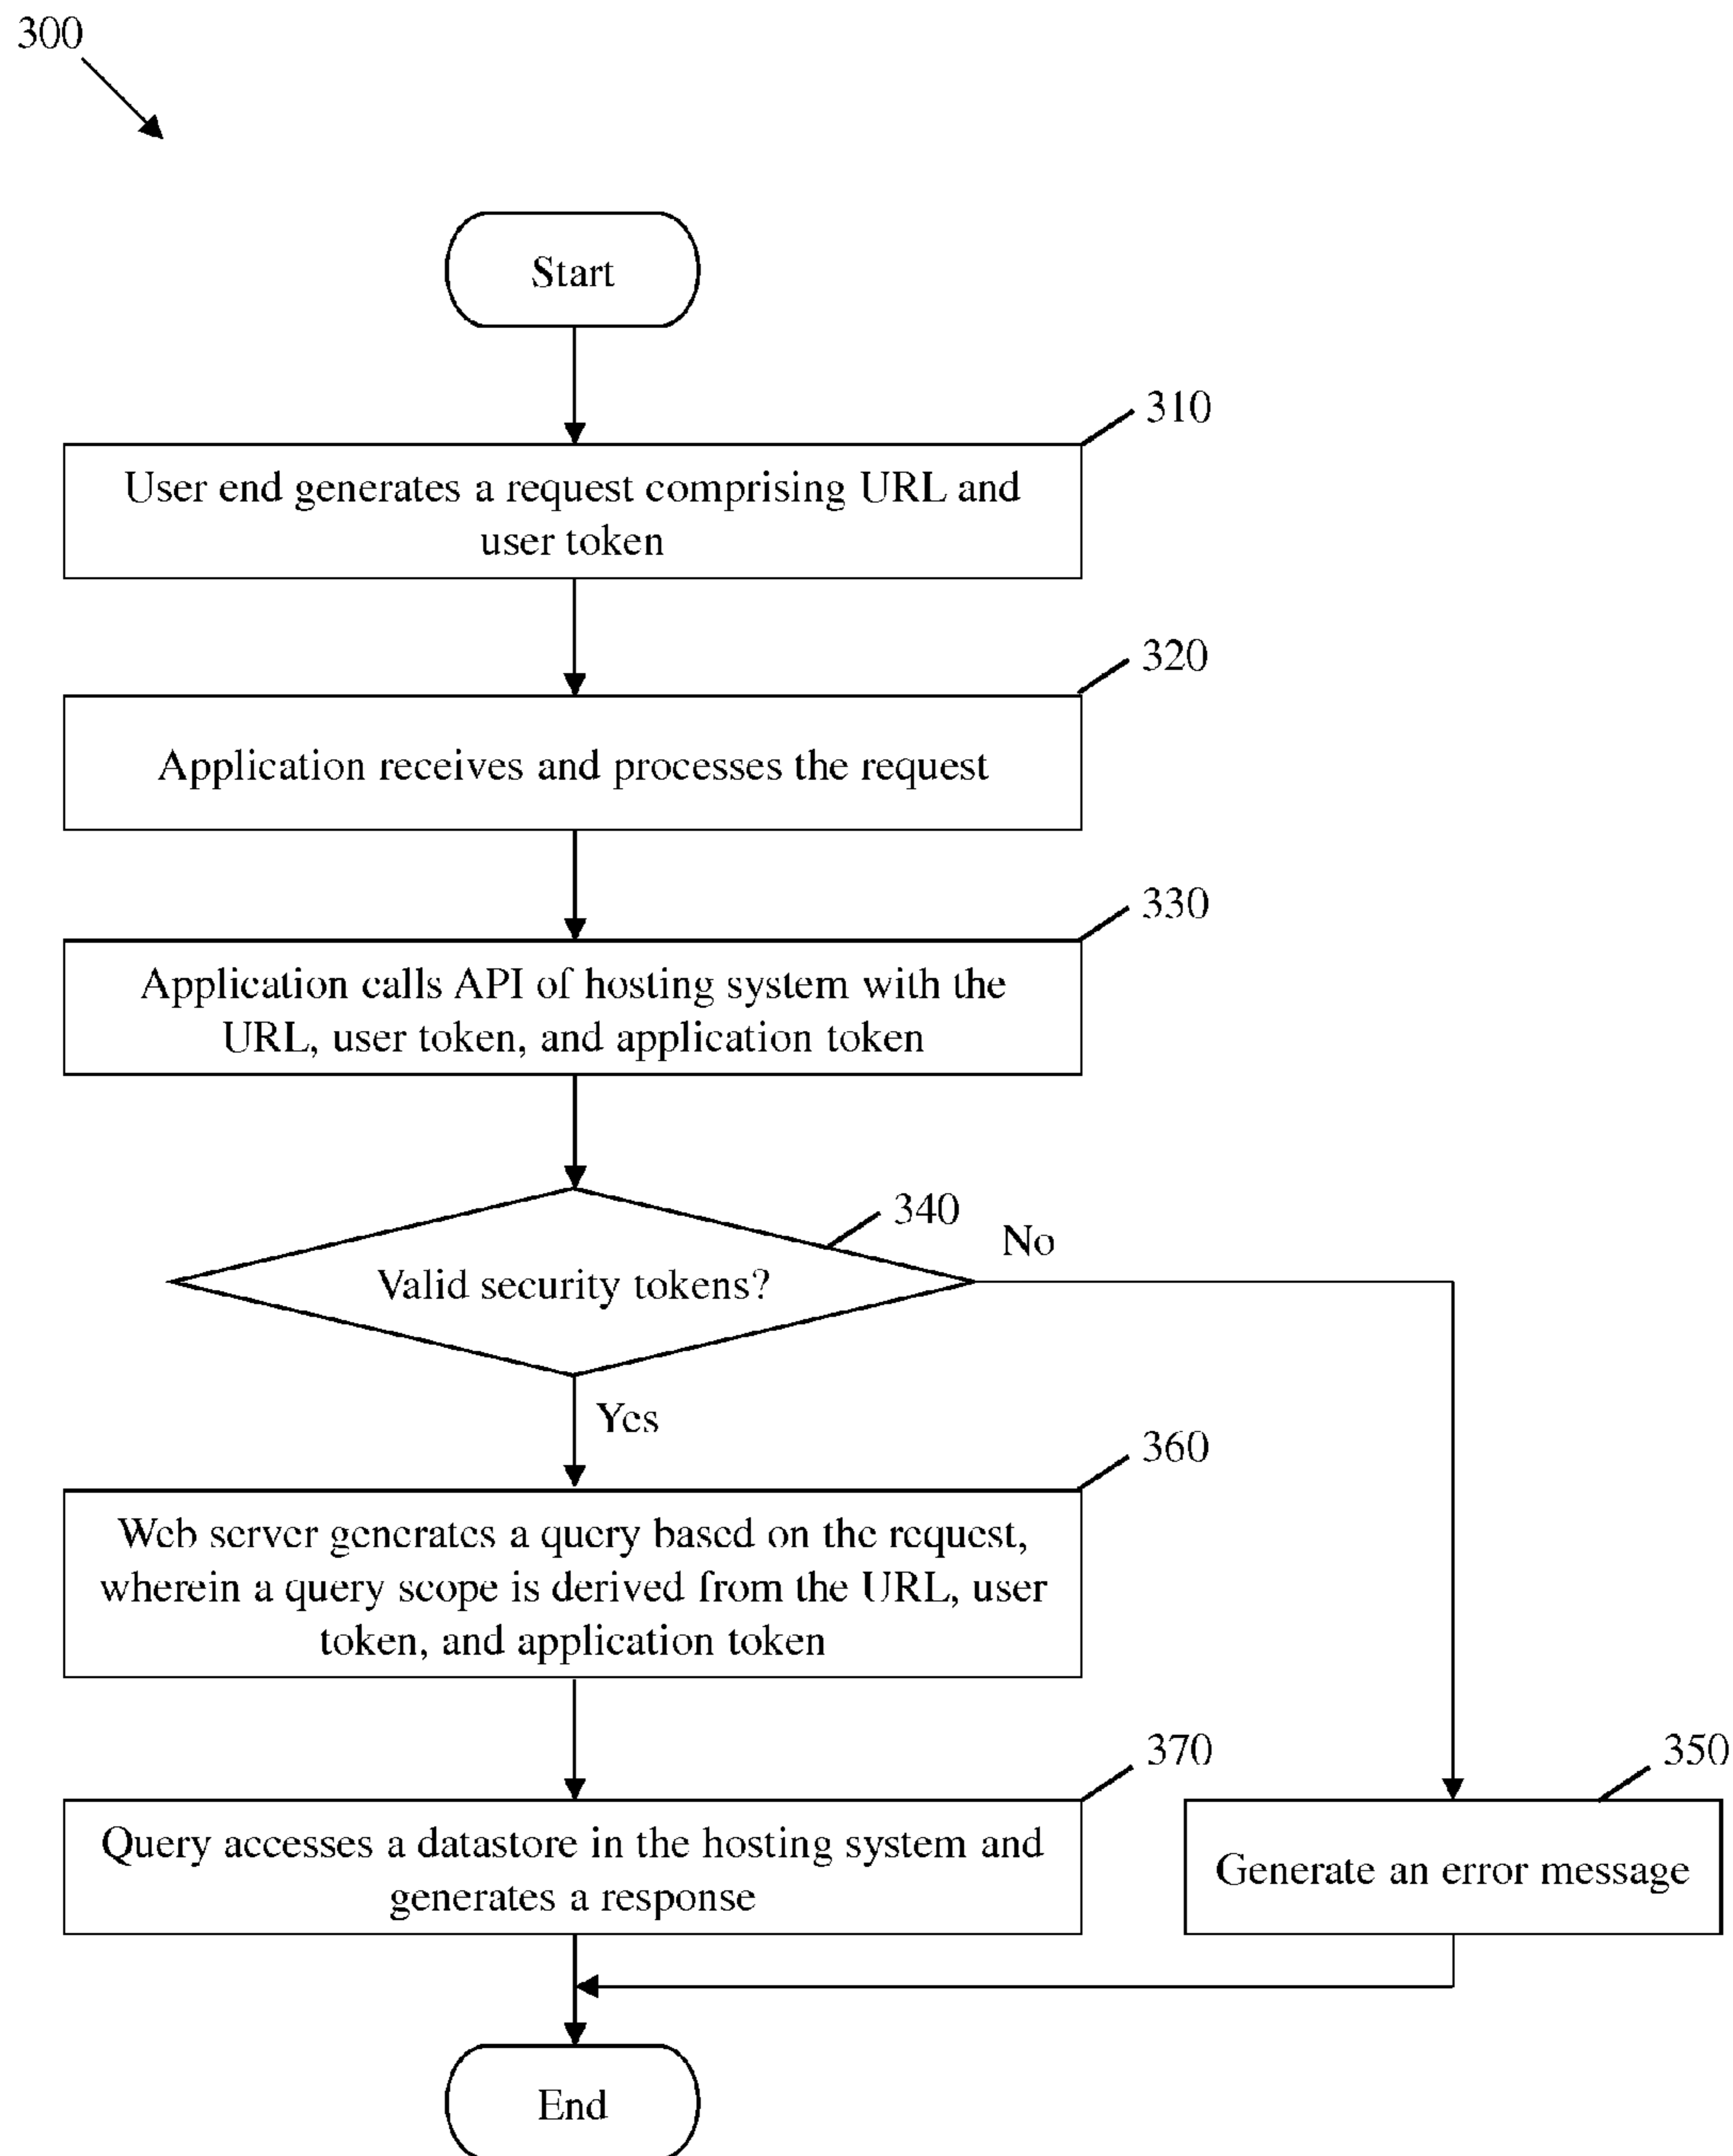 300
Start
310
User end generates a request comprising URL and
user token
320
Application receives and processes the request
330
Application calls API of hosting system with the
URL, user token, and application token
340
No
Valid security tokens?
Yes
360
Web server generates a query based on the request,
wherein a query scope is derived from the URL, user
token, and application token
370
350
Query accesses a datastore in the hosting system and
generates a response
Generate an error message
End